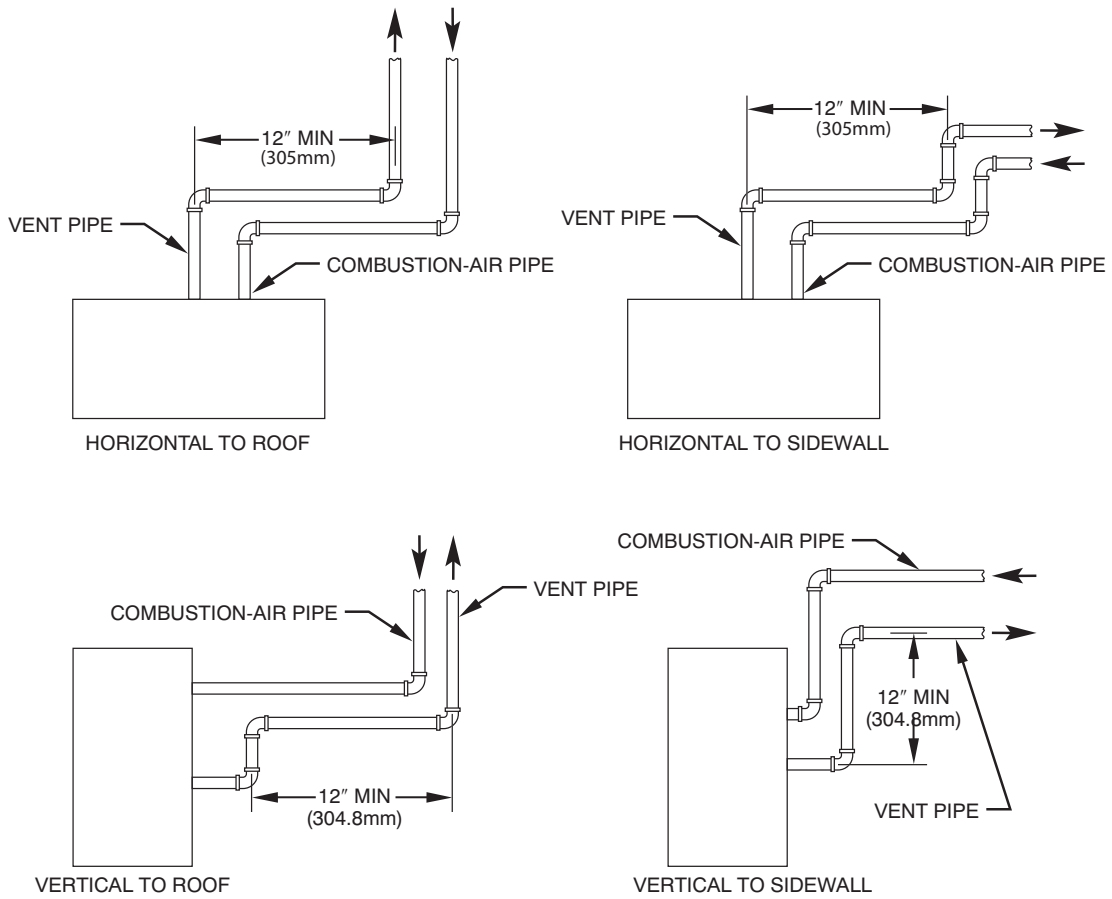 12″ MIN
(305mm)
VENT PIPE
COMBUSTION-AIR PIPE
HORIZONTAL TO ROOF
12″ MIN
(305mm)
VENT PIPE
COMBUSTION-AIR PIPE
HORIZONTAL TO SIDEWALL
VENT PIPE
COMBUSTION-AIR PIPE
12″ MIN
(304.8mm)
VERTICAL TO ROOF
COMBUSTION-AIR PIPE
12″ MIN
(304.8mm)
VENT PIPE
VERTICAL TO SIDEWALL